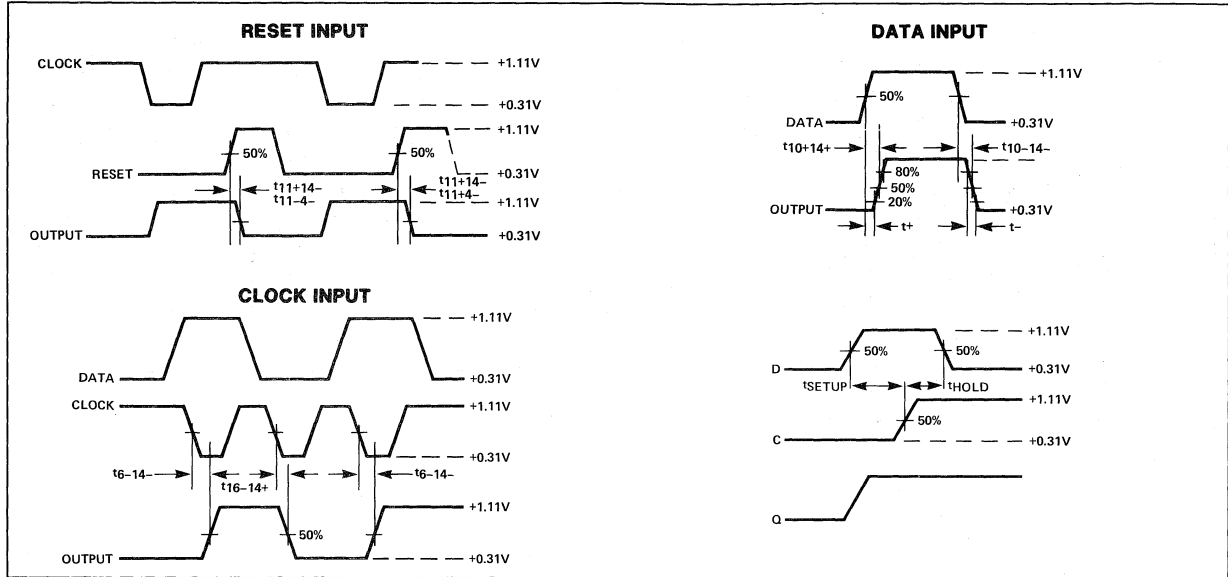 RESET INPUT
CLOCK
+1.11V
+0.31V
+1.11V
50%
50%
RESET
+0.31V
t11+14–
t11–4–
t11+14–
t11+4–
+1.11V
OUTPUT
+0.31V
DATA INPUT
+1.11V
50%
DATA
+0.31V
t10+14+
t10–14–
80%
50%
20%
OUTPUT
+0.31V
t+
t–
CLOCK INPUT
+1.11V
DATA
+0.31V
CLOCK
+1.11V
+0.31V
t6–14–
t16–14+
t6–14–
+1.11V
50%
OUTPUT
+0.31V
+1.11V
50%
50%
D
+0.31V
tSETUP
tHOLD
+1.11V
50%
C
+0.31V
Q